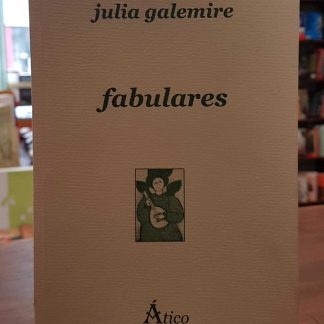 julia galemire
fabulares
Ático